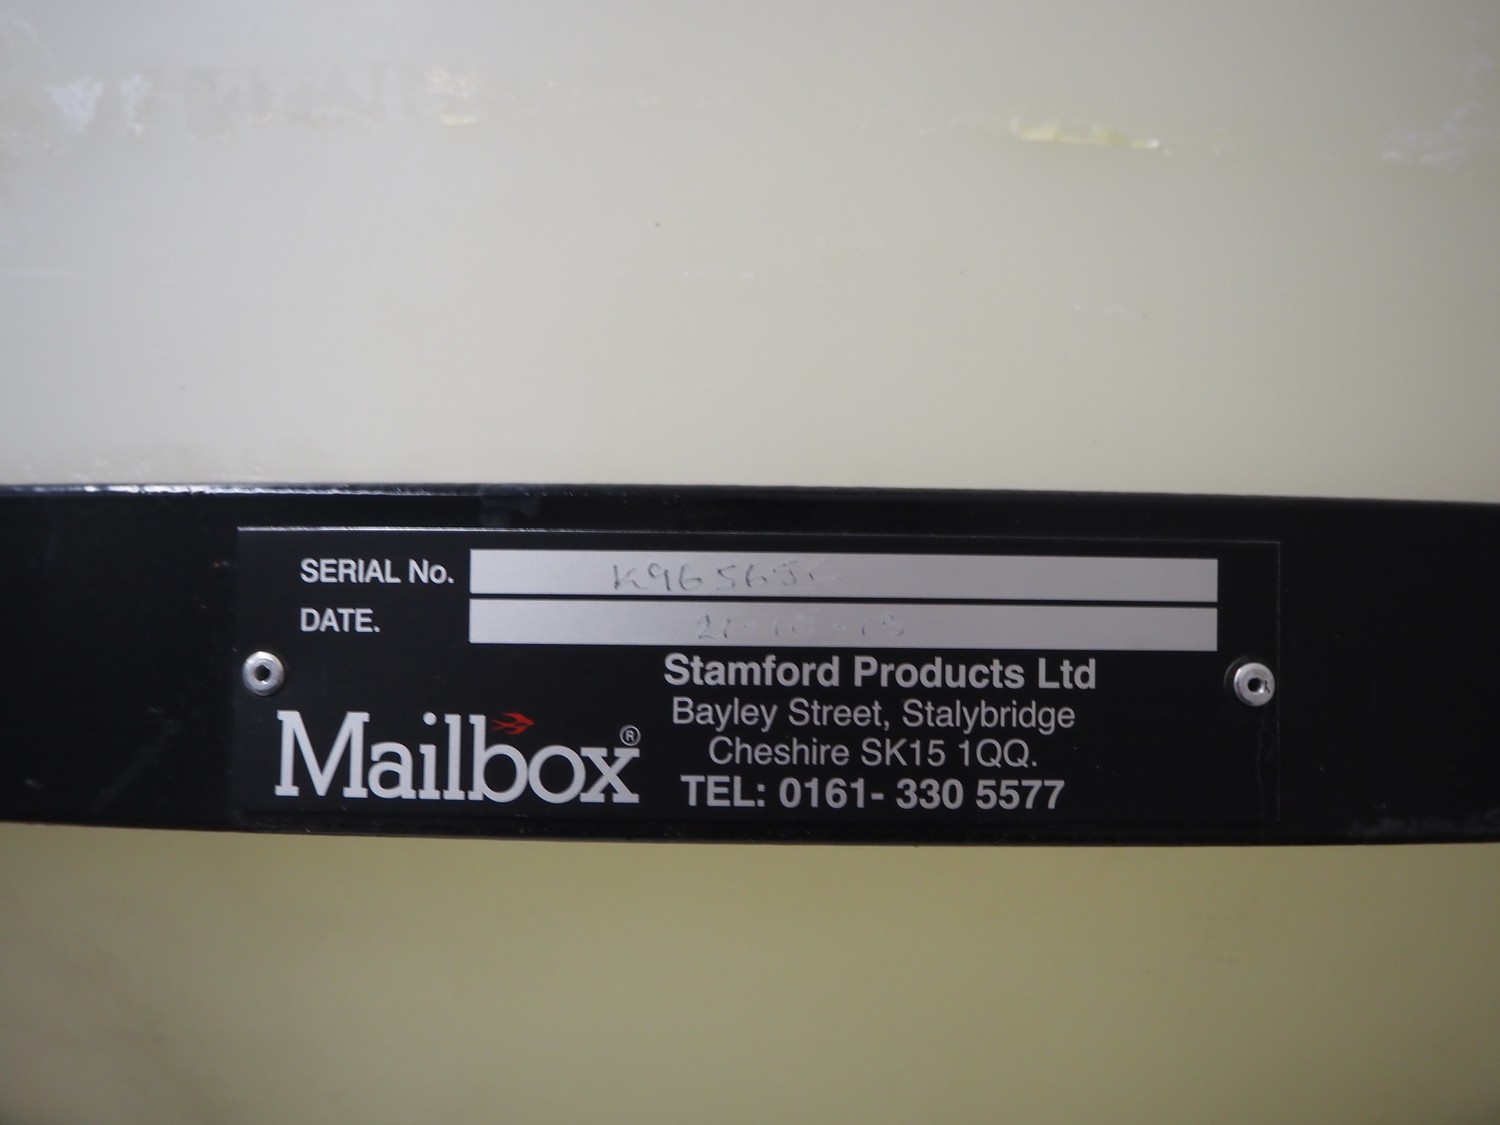 SERIAL No.
DATE.
Stamford Products Ltd
Bayley Street, Stalybridge
Cheshire SK15 1QQ.
TEL: 0161- 330 5577
Mailbox®